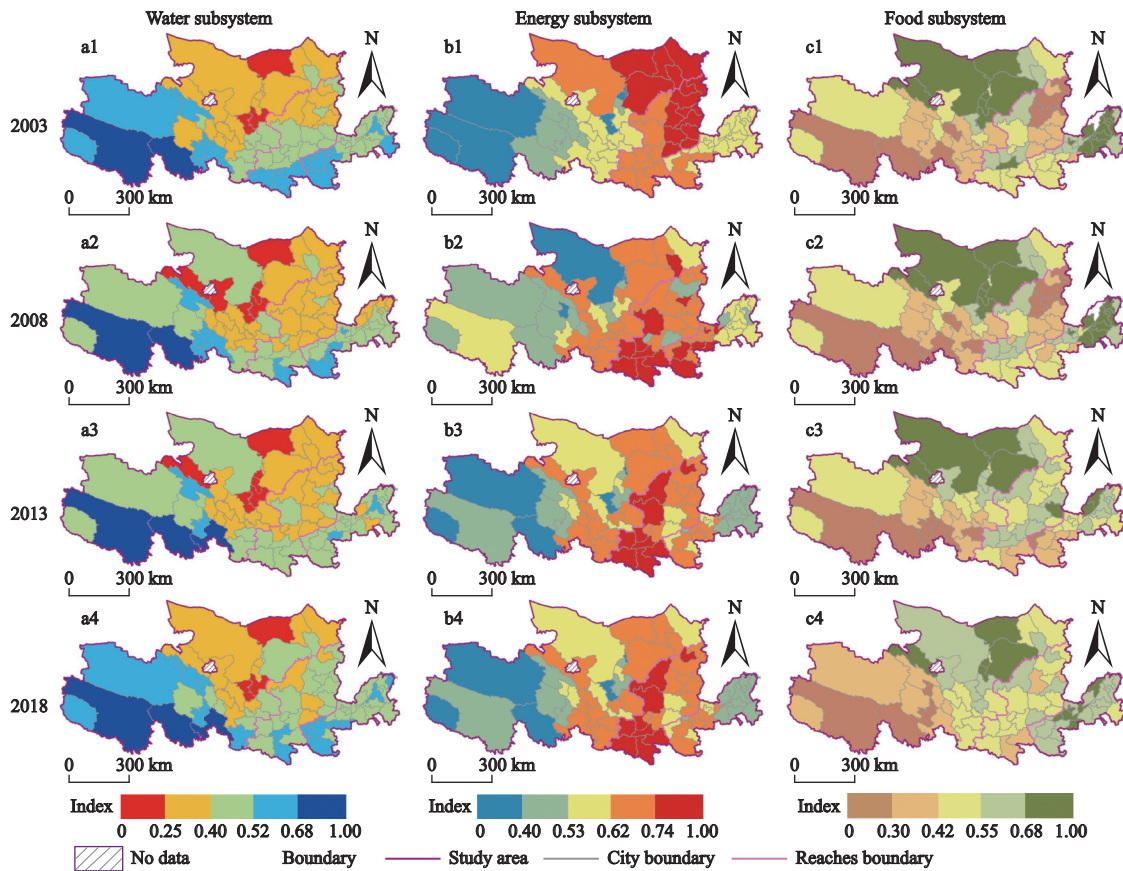 Water subsystem Energy subsystem Food subsystem
a1 N b1 N c1 N
2003
0 300 km 0 300 km 0 300 km
a2 N b2 N c2 N
2008
0 300 km 0 300 km 0 300 km
a3 N b3 N c3 N
2013
0 300 km 0 300 km 0 300 km
a4 N b4 N c4 N
2018
0 300 km 0 300 km 0 300 km
Index Index Index
0 0.25 0.40 0.52 0.68 1.00 0 0.40 0.53 0.62 0.74 1.00 0 0.30 0.42 0.55 0.68 1.00
No data Boundary Study area City boundary Reaches boundary